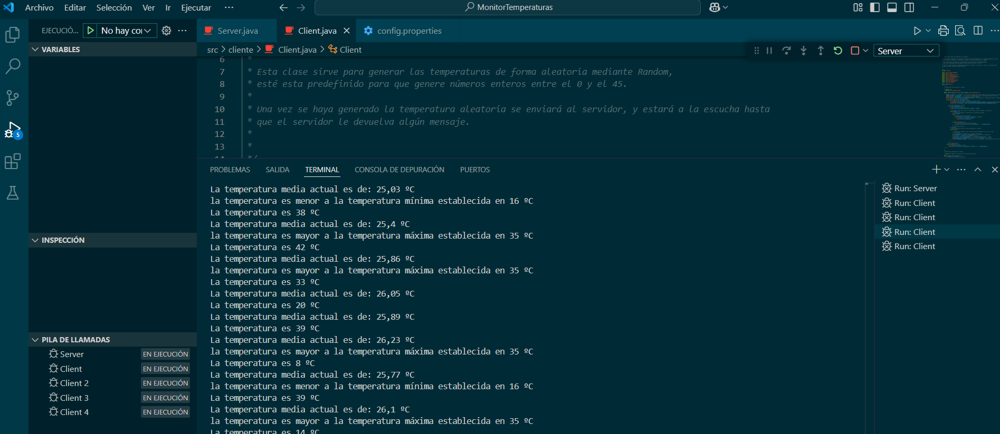 Archivo Editar Selección Ver Ir Ejecutar ··· MonitorTemperaturas
EJECUCIÓ... No hay coı ···
Server.java Client.java config.properties
VARIABLES
src > cliente > Client.java > Client
Server
6 *
7 * Esta clase sirve para generar las temperaturas de forma aleatoria mediante Random,
8 * esté esta predefinido para que genere números enteros entre el 0 y el 45.
9 *
10 * Una vez se haya generado la temperatura aleatoria se enviará al servidor, y estará a la escucha hasta
11 * que el servidor le devuelva algún mensaje.
12 *
13 *
14 */
PROBLEMAS SALIDA TERMINAL CONSOLA DE DEPURACIÓN PUERTOS
La temperatura media actual es de: 25,03 ºC
la temperatura es menor a la temperatura mínima establecida en 16 ºC
La temperatura es 38 ºC
La temperatura media actual es de: 25,4 ºC
la temperatura es mayor a la temperatura máxima establecida en 35 ºC
La temperatura es 42 ºC
La temperatura media actual es de: 25,86 ºC
la temperatura es mayor a la temperatura máxima establecida en 35 ºC
La temperatura es 33 ºC
La temperatura media actual es de: 26,05 ºC
La temperatura es 20 ºC
La temperatura media actual es de: 25,89 ºC
La temperatura es 39 ºC
La temperatura media actual es de: 26,23 ºC
la temperatura es mayor a la temperatura máxima establecida en 35 ºC
La temperatura es 8 ºC
La temperatura media actual es de: 25,77 ºC
la temperatura es menor a la temperatura mínima establecida en 16 ºC
La temperatura es 39 ºC
La temperatura media actual es de: 26,1 ºC
la temperatura es mayor a la temperatura máxima establecida en 35 ºC
La temperatura es 14 ºC
Run: Server
Run: Client
Run: Client
Run: Client
Run: Client
5
INSPECCIÓN
PILA DE LLAMADAS
Server EN EJECUCIÓN
Client EN EJECUCIÓN
Client 2 EN EJECUCIÓN
Client 3 EN EJECUCIÓN
Client 4 EN EJECUCIÓN